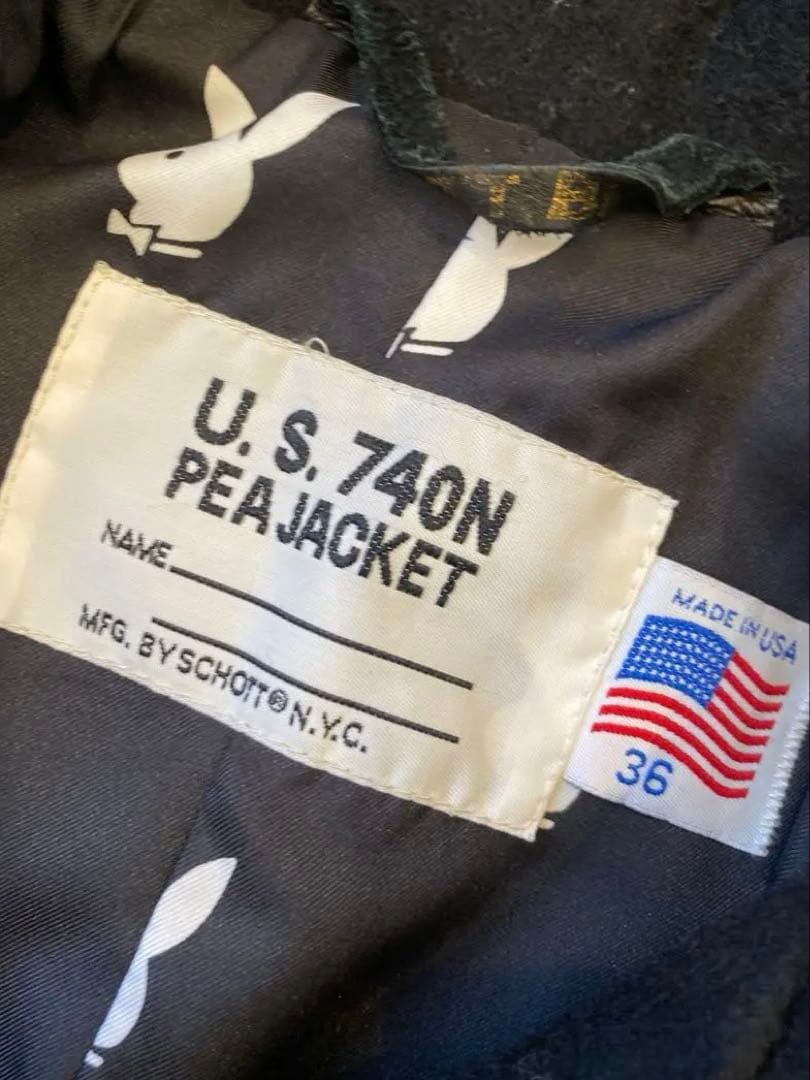 U.S. 740N
PEA JACKET
NAME
MFG. BY SCHOTT® N.Y.C.
MADE IN USA
36